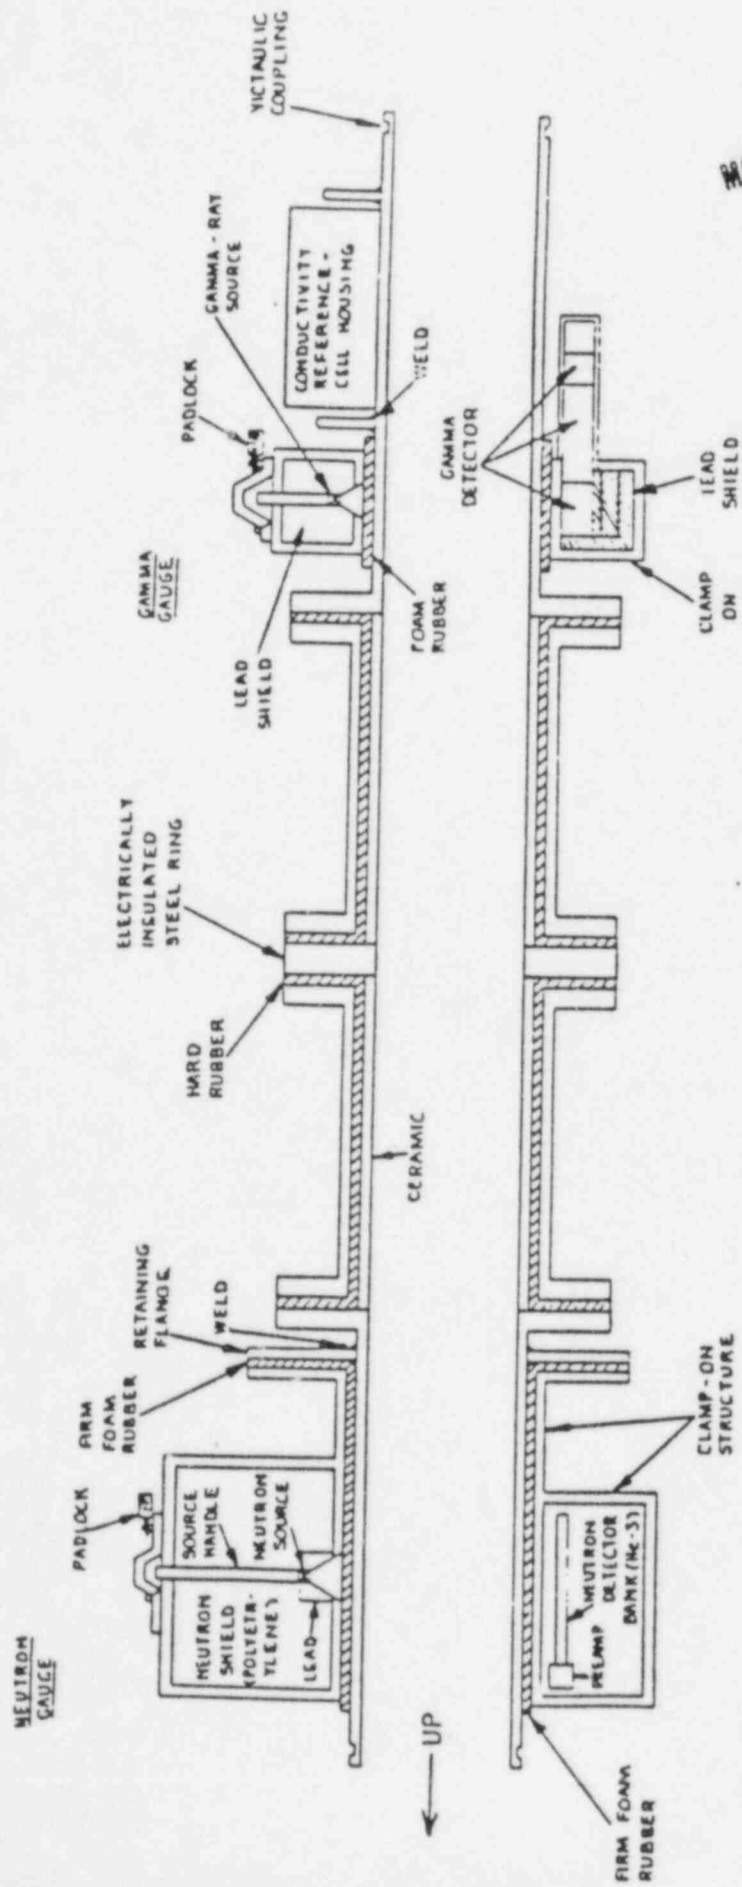 NEUTRON
GAUGE
PADLOCK
FIRM
FOAM
RUBBER
RETAINING
FLANGE
WELD
HARD
RUBBER
ELECTRICALLY
INSULATED
STEEL RING
LEAD
SHIELD
GAMMA
GAUGE
PADLOCK
GAMMA-RAY
SOURCE
VICTAULIC
COUPLING
NEUTRON
SHIELD
(POLYETH-
YLENE)
SOURCE
HANDLE
NEUTRON
SOURCE
LEAD
CONDUCTIVITY
REFERENCE-
CELL HOUSING
CERAMIC
FOAM
RUBBER
WELD
UP
GAMMA
DETECTOR
PREAMP
NEUTRON
DETECTOR
BANK (He-3)
FIRM FOAM
RUBBER
CLAMP-ON
STRUCTURE
CLAMP
ON
LEAD
SHIELD